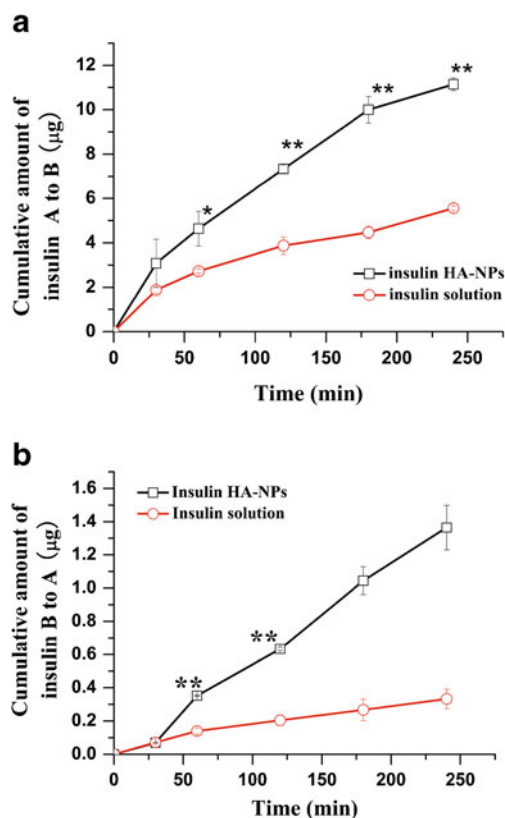 a
12
10
8
6
4
2
0
Cumulative amount of
insulin A to B (μg)
*
**
**
**
insulin HA-NPs
insulin solution
0 50 100 150 200 250
Time (min)
b
1.6
1.4
1.2
1.0
0.8
0.6
0.4
0.2
0.0
Cumulative amount of
insulin B to A (μg)
Insulin HA-NPs
Insulin solution
**
**
0 50 100 150 200 250
Time (min)